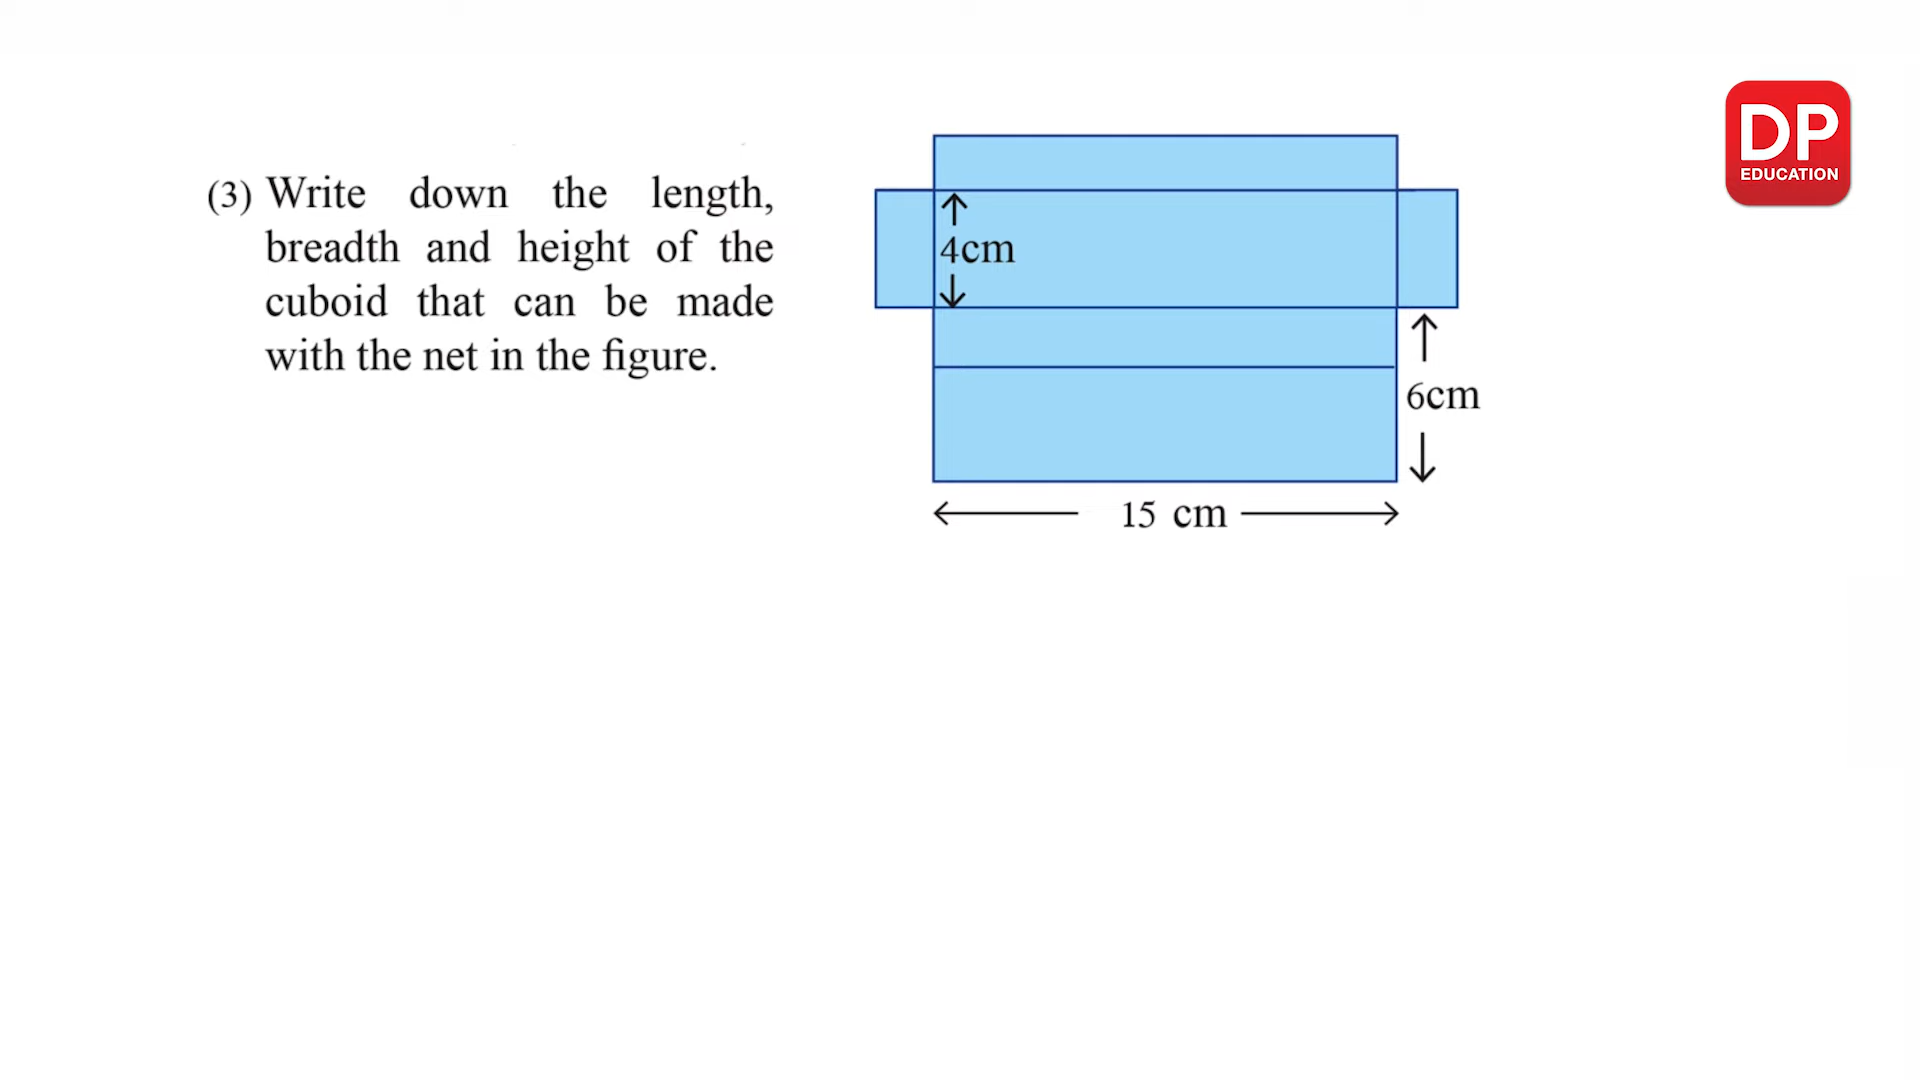 DP
EDUCATION
(3) Write down the length,
breadth and height of the
cuboid that can be made
with the net in the figure.
4cm
6cm
15 cm